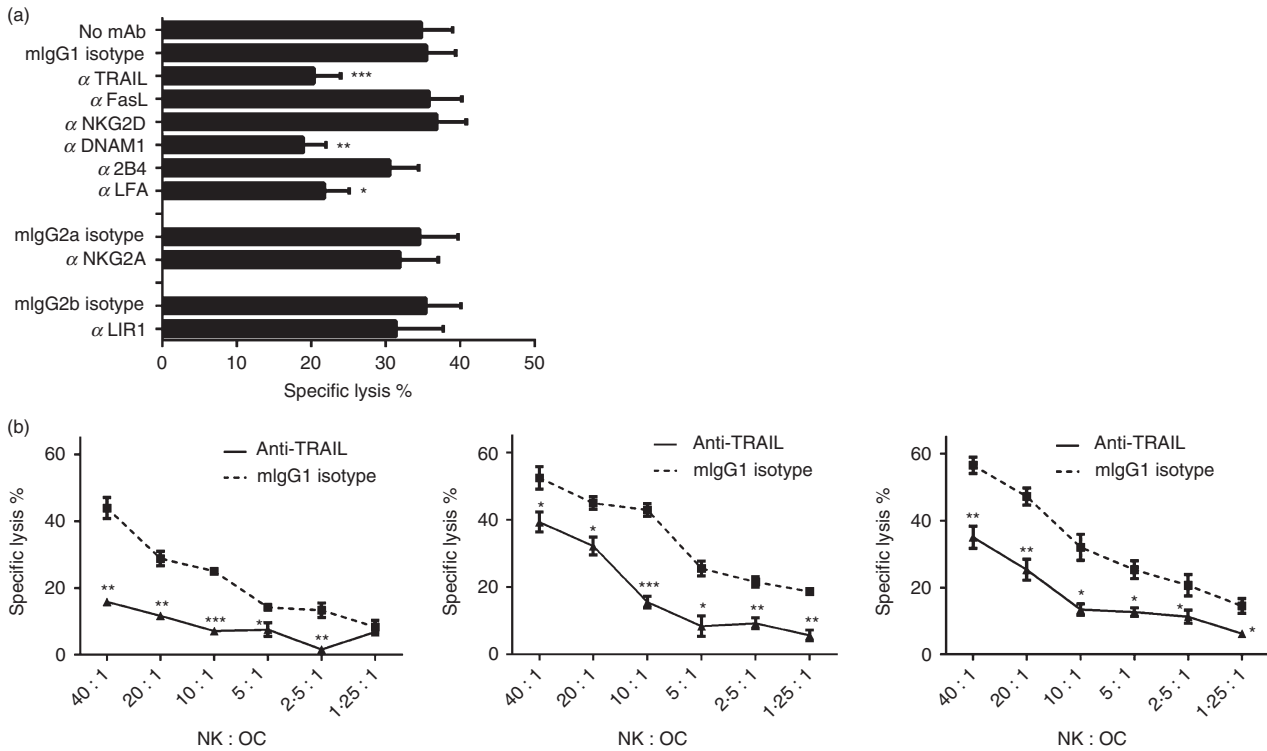 (a)
No mAb
mIgG1 isotype
α TRAIL
***
α FasL
α NKG2D
α DNAM1
**
α 2B4
α LFA
*
mIgG2a isotype
α NKG2A
mIgG2b isotype
α LIR1
0 10 20 30 40 50
Specific lysis %
(b)
Specific lysis %
60
40
20
0
Anti-TRAIL
mIgG1 isotype
**
**
***
*
**
40 : 1
20 : 1
10 : 1
5 : 1
2·5 : 1
1·25 : 1
NK : OC
Specific lysis %
60
40
20
0
Anti-TRAIL
mIgG1 isotype
*
*
***
*
**
**
40 : 1
20 : 1
10 : 1
5 : 1
2·5 : 1
1·25 : 1
NK : OC
Specific lysis %
60
40
20
0
Anti-TRAIL
mIgG1 isotype
**
**
*
*
*
*
40 : 1
20 : 1
10 : 1
5 : 1
2·5 : 1
1·25 : 1
NK : OC